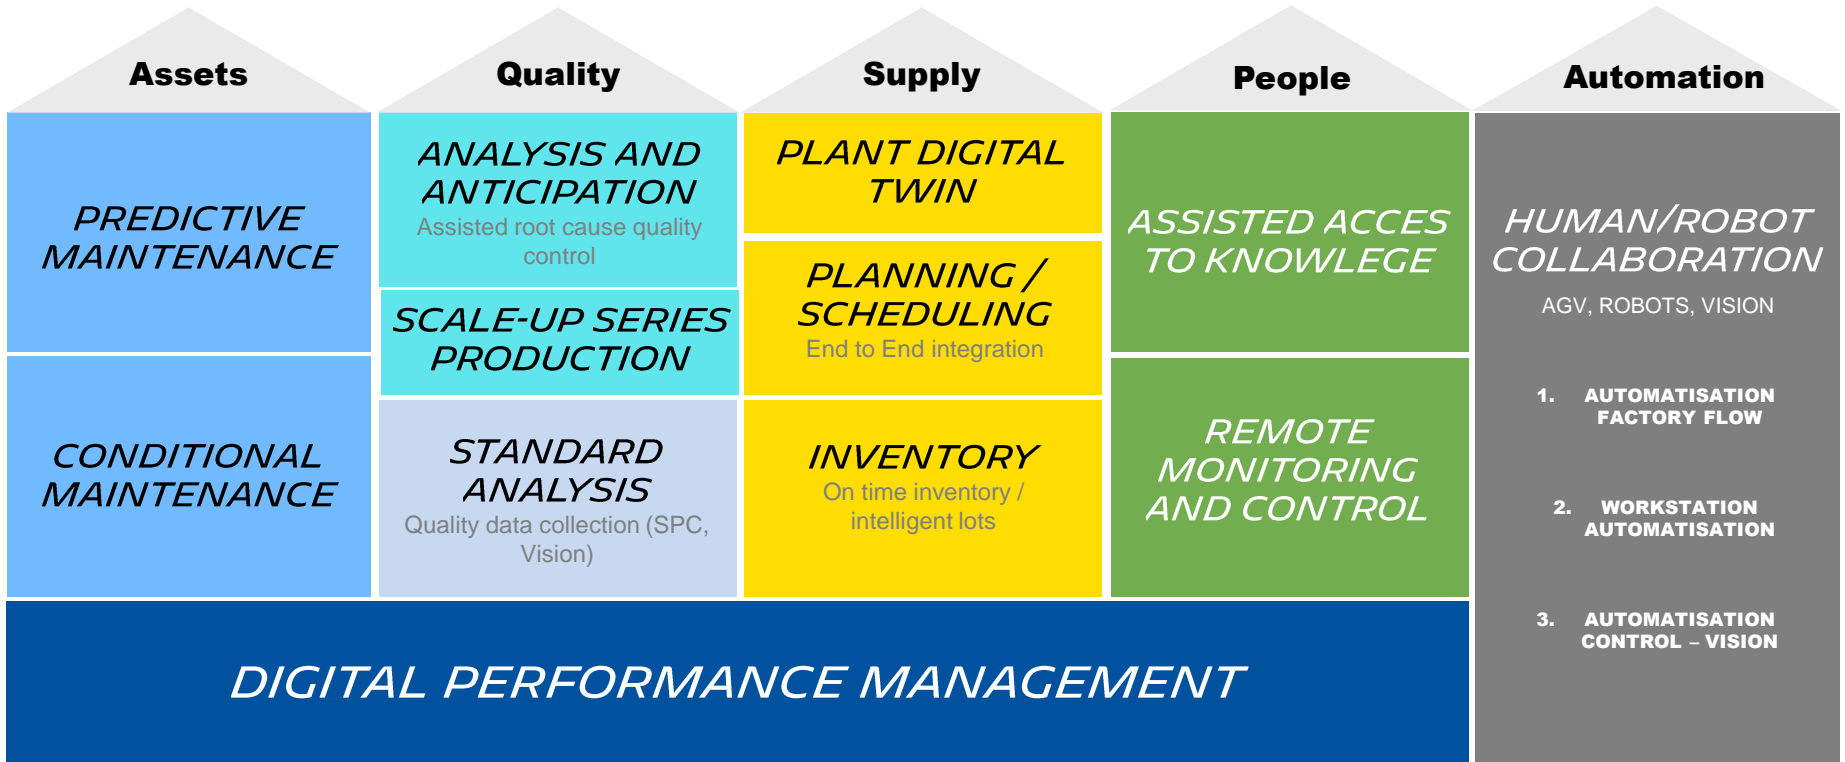 Assets
Quality
Supply
People
Automation
PREDICTIVE
MAINTENANCE
CONDITIONAL
MAINTENANCE
ANALYSIS AND
ANTICIPATION
Assisted root cause quality
control
SCALE-UP SERIES
PRODUCTION
STANDARD
ANALYSIS
Quality data collection (SPC,
Vision)
PLANT DIGITAL
TWIN
PLANNING /
SCHEDULING
End to End integration
INVENTORY
On time inventory /
intelligent lots
ASSISTED ACCES
TO KNOWLEGE
REMOTE
MONITORING
AND CONTROL
HUMAN/ROBOT
COLLABORATION
AGV, ROBOTS, VISION
1. AUTOMATISATION
FACTORY FLOW
2. WORKSTATION
AUTOMATISATION
3. AUTOMATISATION
CONTROL – VISION
DIGITAL PERFORMANCE MANAGEMENT